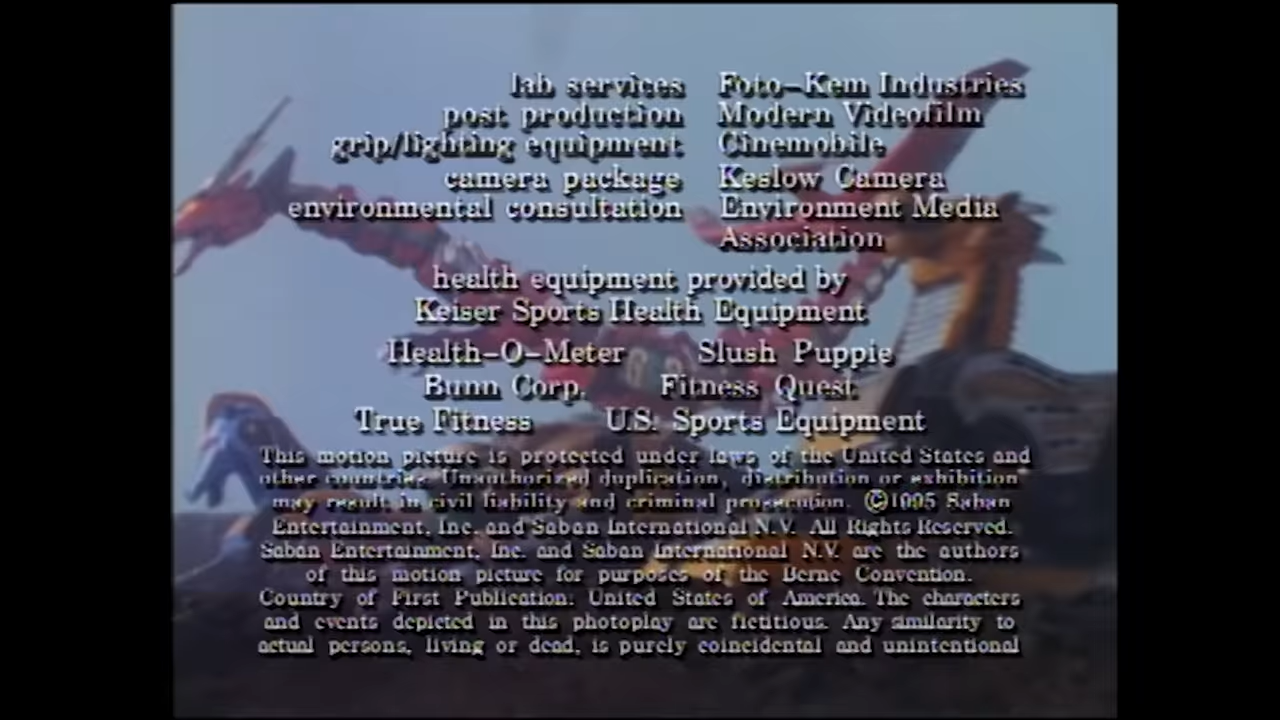 lab services Foto-Kem Industries
post production Modern Videofilm
grip/lighting equipment Cinemobile
camera package Keslow Camera
environmental consultation Environment Media
Association
health equipment provided by
Keiser Sports Health Equipment
Health-O-Meter Slush Puppie
Bunn Corp. Fitness Quest
True Fitness U.S. Sports Equipment
This motion picture is protected under laws of the United States and
other countries. Unauthorized duplication, distribution or exhibition
may result in civil liability and criminal prosecution. ©1995 Saban
Entertainment, Inc. and Saban International N.V. All Rights Reserved.
Saban Entertainment, Inc. and Saban International N.V. are the authors
of this motion picture for purposes of the Berne Convention.
Country of First Publication: United States of America. The characters
and events depicted in this photoplay are fictitious. Any similarity to
actual persons, living or dead, is purely coincidental and unintentional